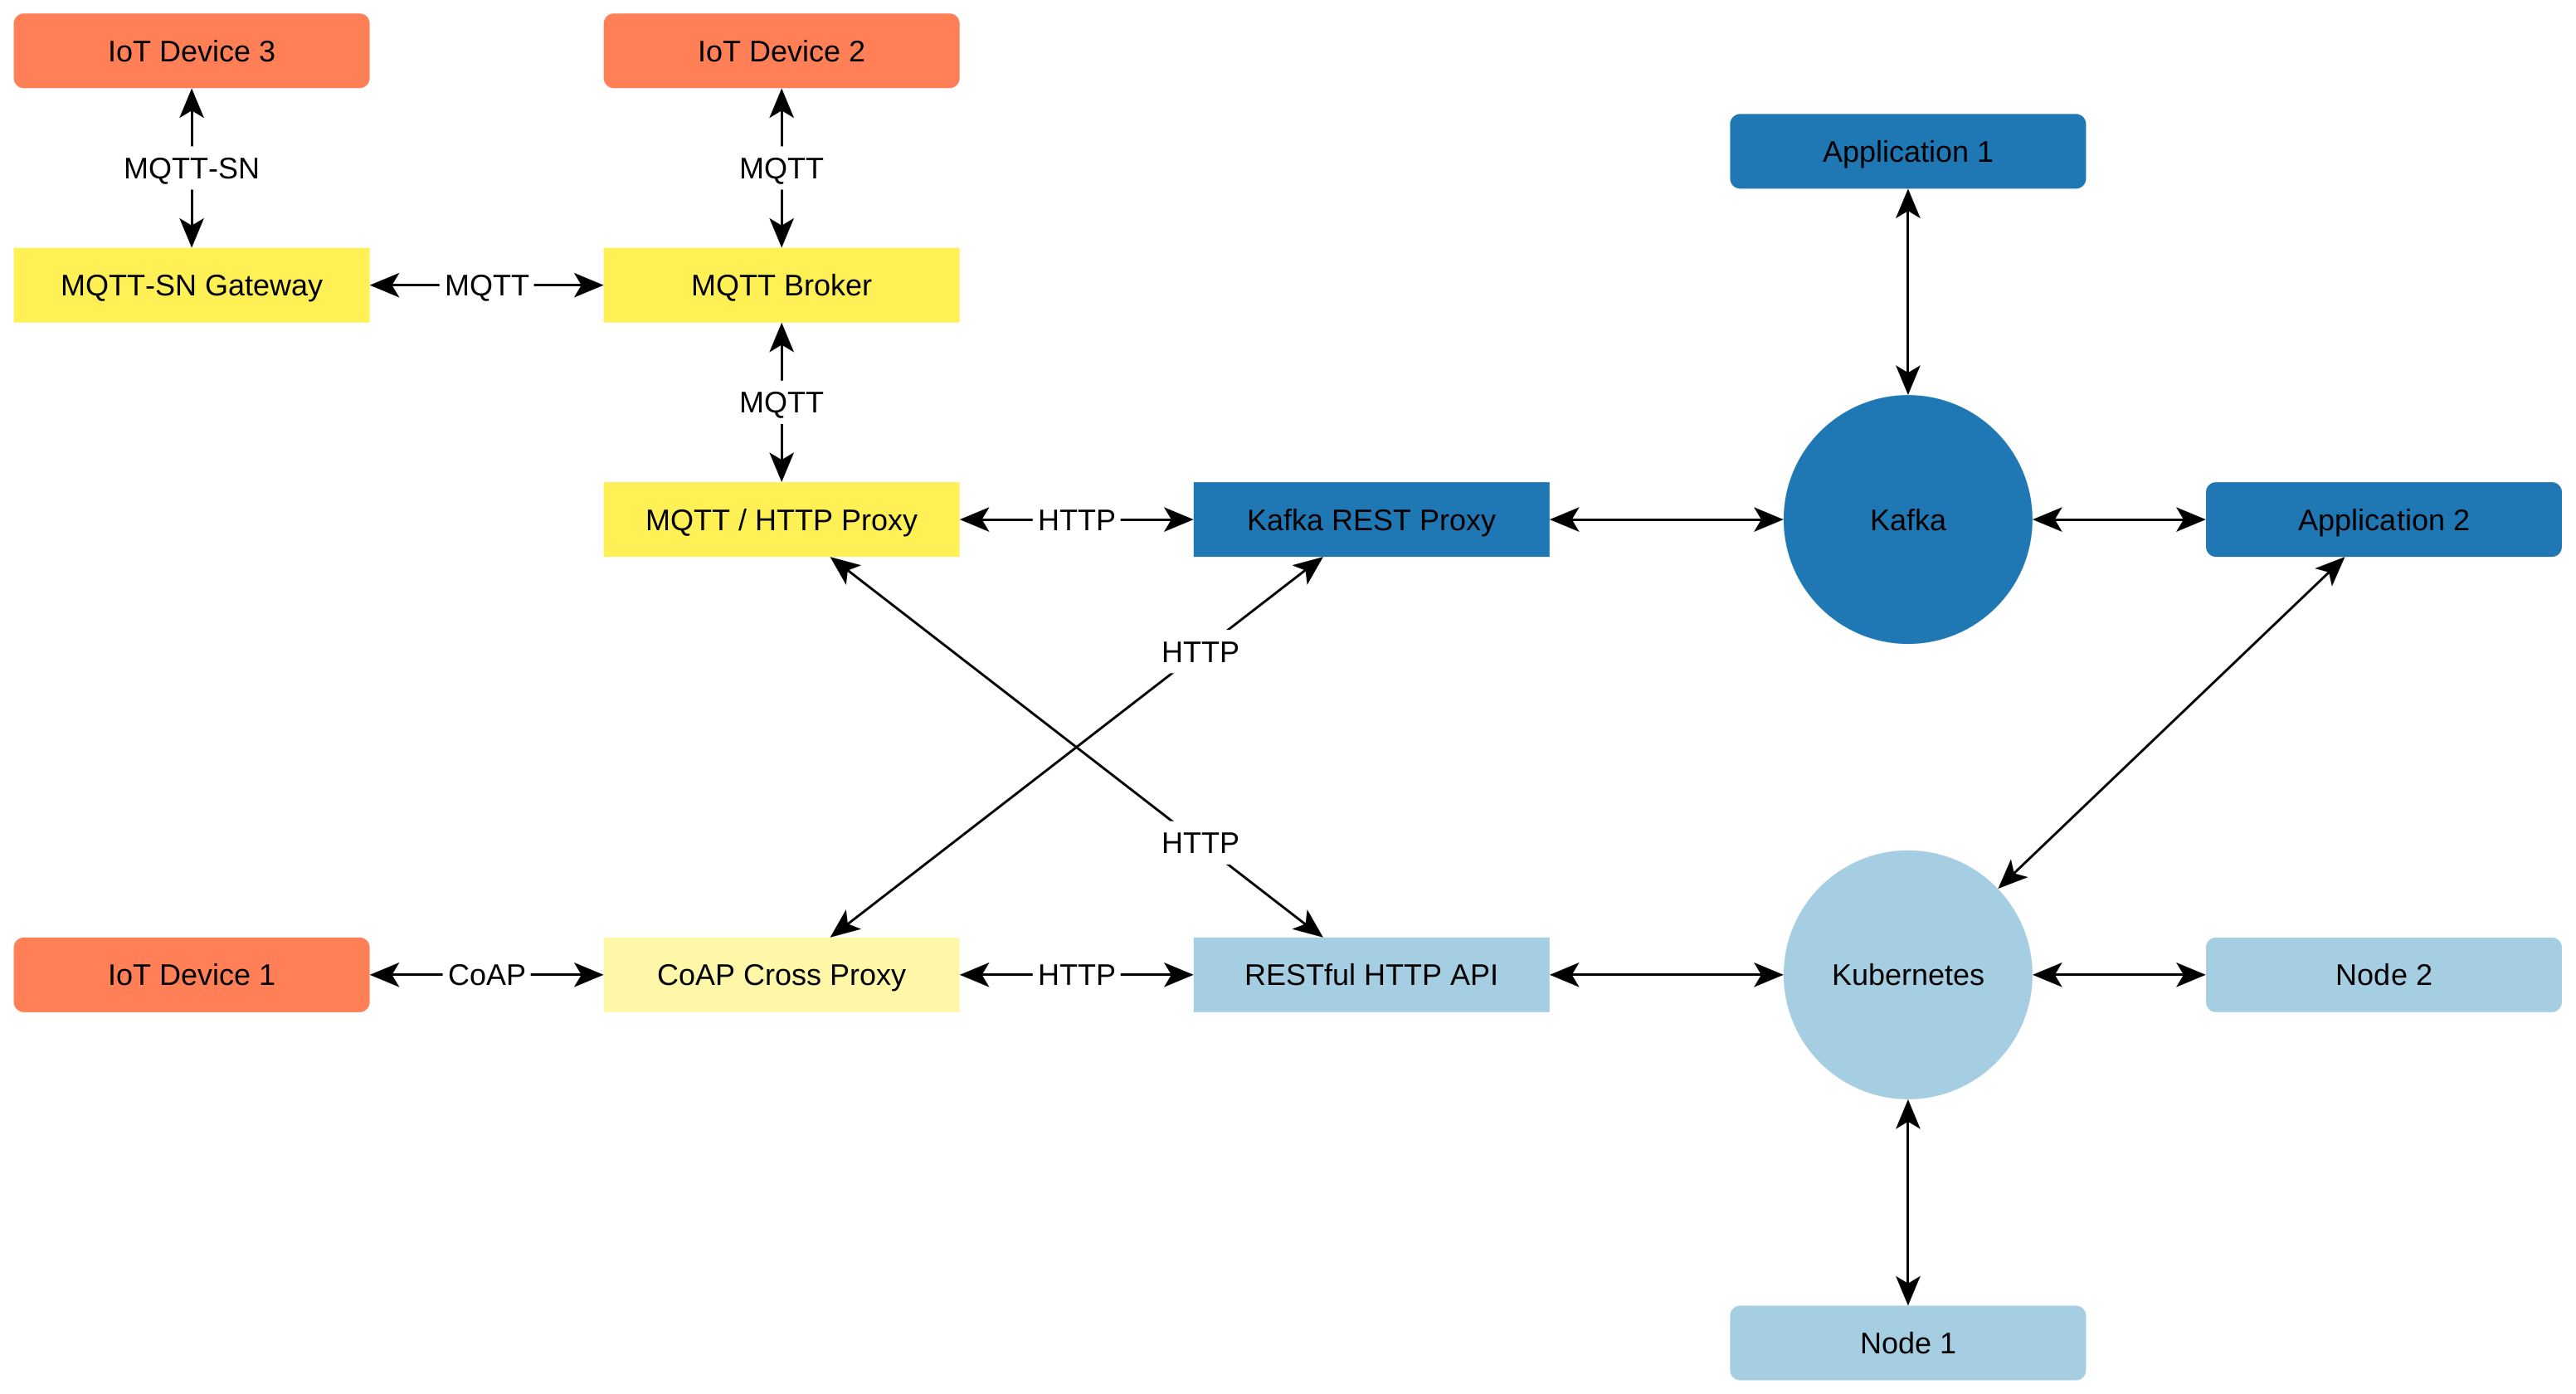 IoT Device 3
IoT Device 2
Application 1
MQTT-SN
MQTT
MQTT-SN Gateway
MQTT
MQTT Broker
MQTT
MQTT / HTTP Proxy
HTTP
Kafka REST Proxy
Kafka
Application 2
HTTP
HTTP
IoT Device 1
CoAP
CoAP Cross Proxy
HTTP
RESTful HTTP API
Kubernetes
Node 2
Node 1